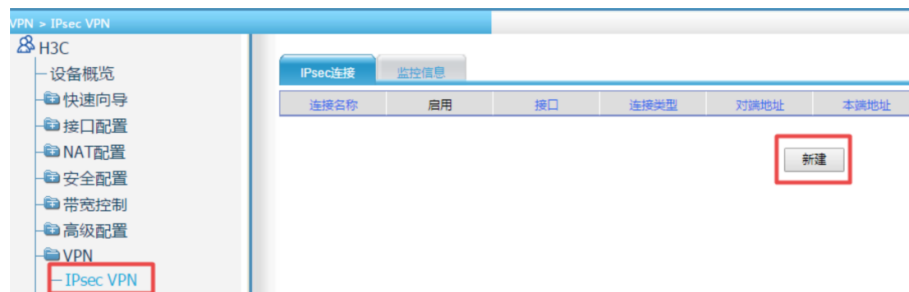 VPN > IPsec VPN
H3C
设备概览
快速向导
接口配置
NAT配置
安全配置
带宽控制
高级配置
VPN
IPsec VPN
IPsec连接 监控信息
连接名称 启用 接口 连接类型 对端地址 本端地址
新建